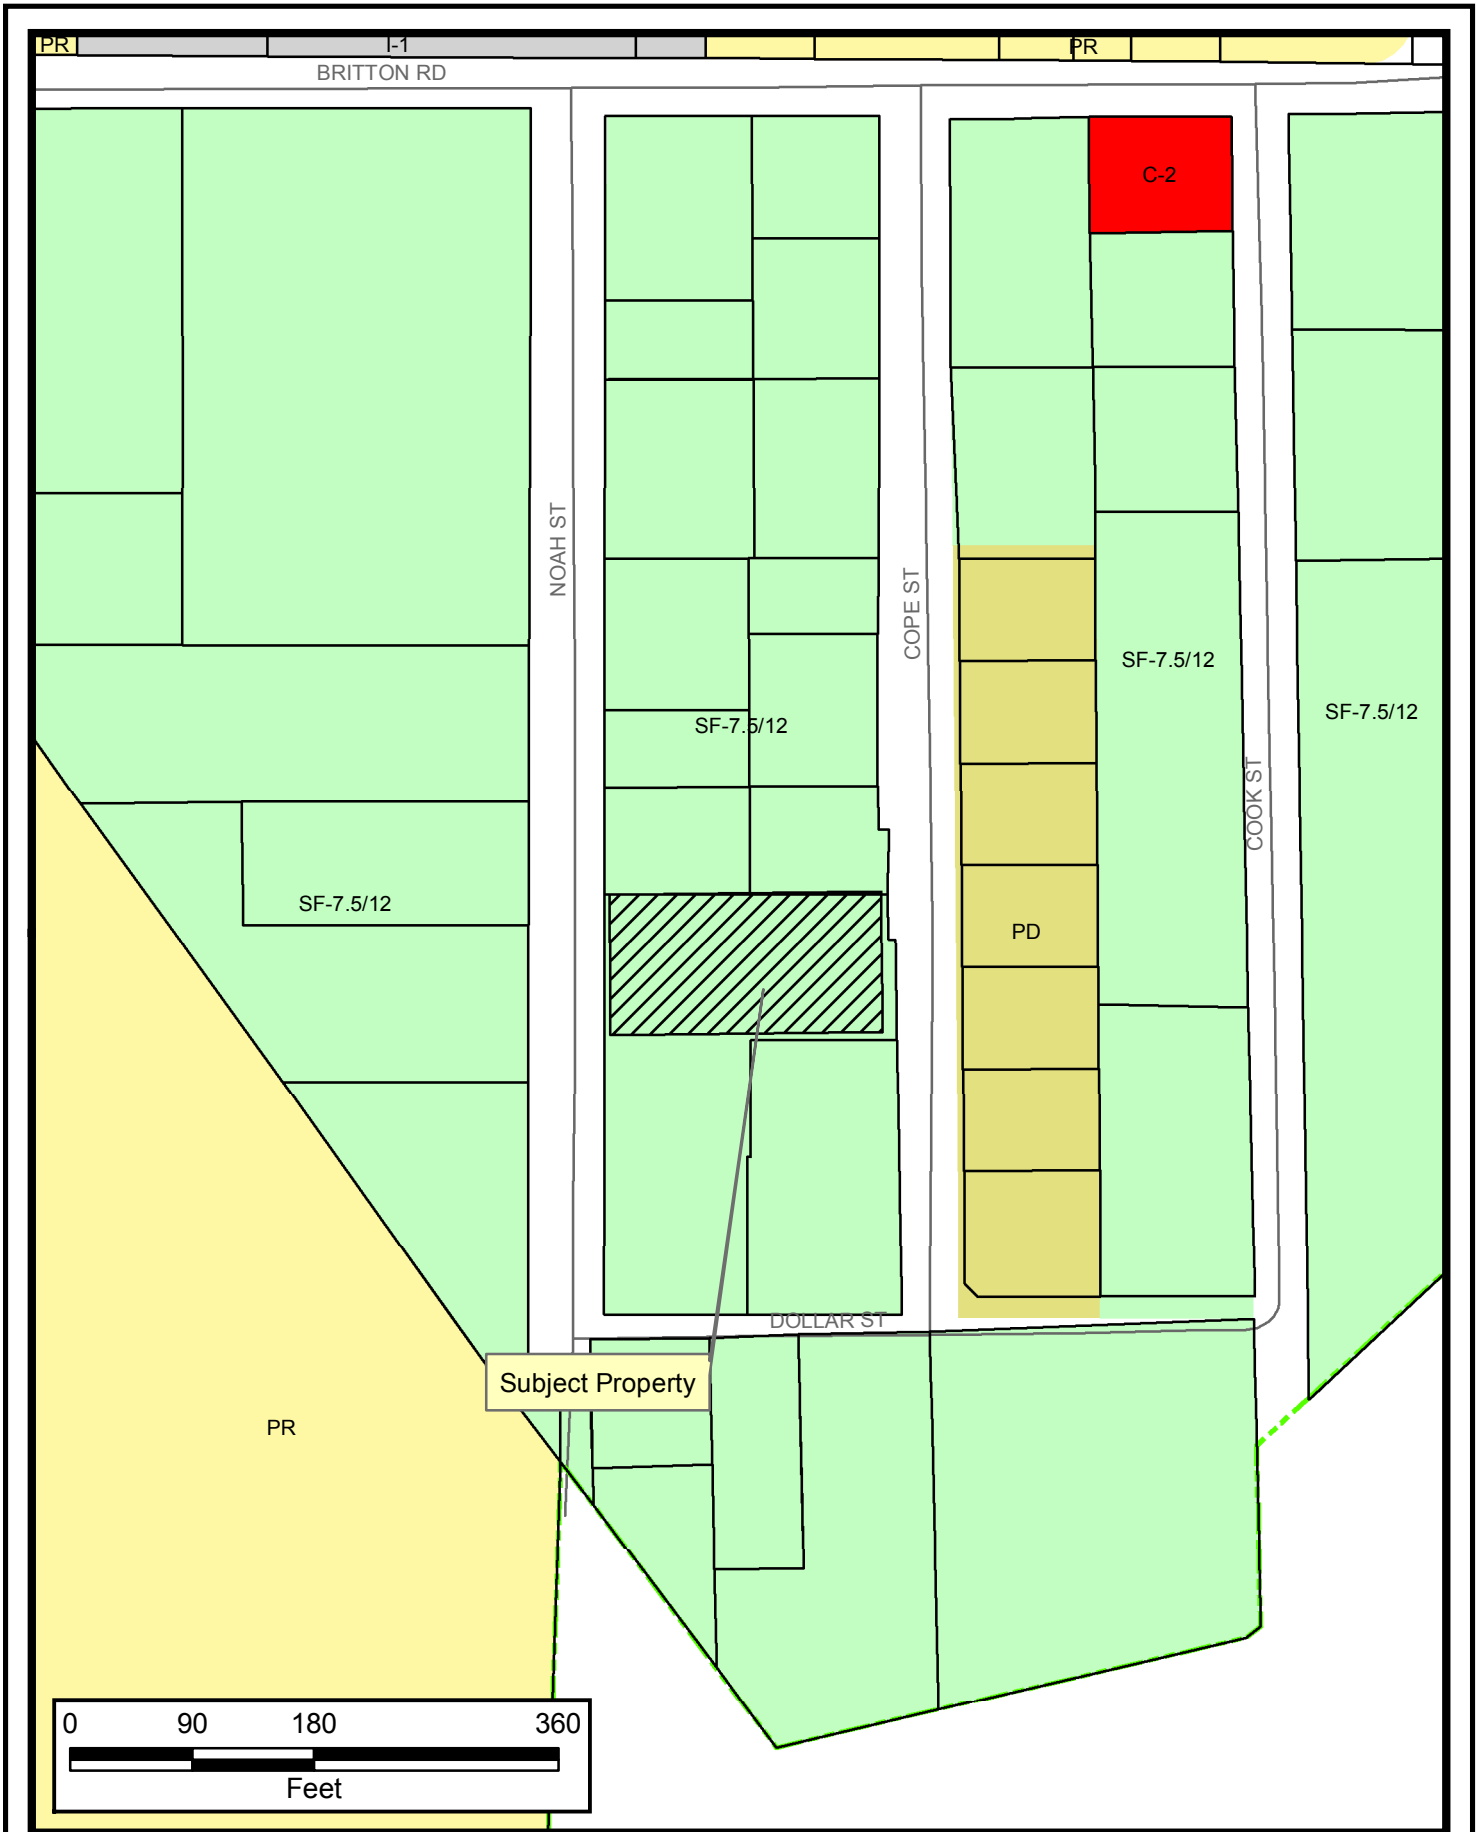 PR
I-1
PR
BRITTON RD
C-2
NOAH ST
COPE ST
SF-7.5/12
SF-7.5/12
SF-7.5/12
COOK ST
SF-7.5/12
PD
DOLLAR ST
Subject Property
PR
0 90 180 360
Feet